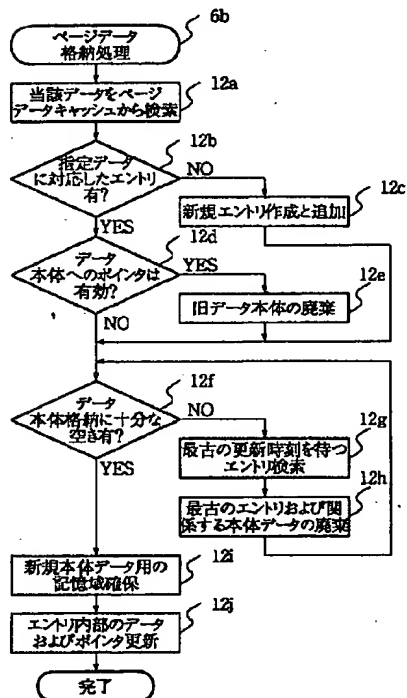 ページデータ
格納処理
6b
当該データをページ
データキャッシュから検索
12a
指定データ
に対応したエントリ
有?
12b
NO
新規エントリ作成と追加
12c
YES
データ
本体へのポインタは
有効?
12d
YES
旧データ本体の廃棄
12e
NO
データ
本体格納に十分な
空き有?
12f
NO
最古の更新時刻を待つ
エントリ検索
12g
最古のエントリおよび関
係する本体データの廃棄
12h
YES
新規本体データ用の
記憶域確保
12i
エントリ内部のデータ
およびポインタ更新
12j
完了